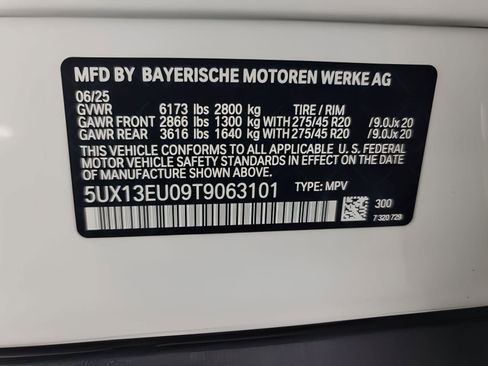 MFD BY BAYERISCHE MOTOREN WERKE AG
06/25
GVWR 6173 lbs 2800 kg TIRE / RIM
GAWR FRONT 2866 lbs 1300 kg WITH 275/45 R20 /9.0Jx 20
GAWR REAR 3616 lbs 1640 kg WITH 275/45 R20 /9.0Jx 20
THIS VEHICLE CONFORMS TO ALL APPLICABLE U. S. FEDERAL
MOTOR VEHICLE SAFETY STANDARDS IN EFFECT ON THE DATE
OF MANUFACTURE SHOWN ABOVE.
5UX13EU09T9063101 TYPE: MPV
300
7 320 729